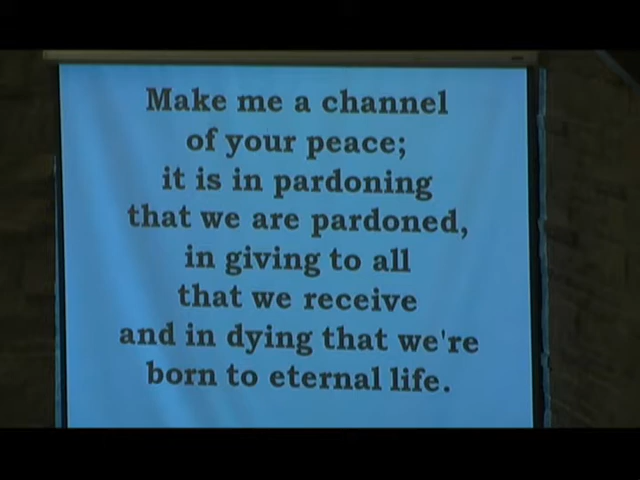 Make me a channel
of your peace;
it is in pardoning
that we are pardoned,
in giving to all
that we receive
and in dying that we're
born to eternal life.